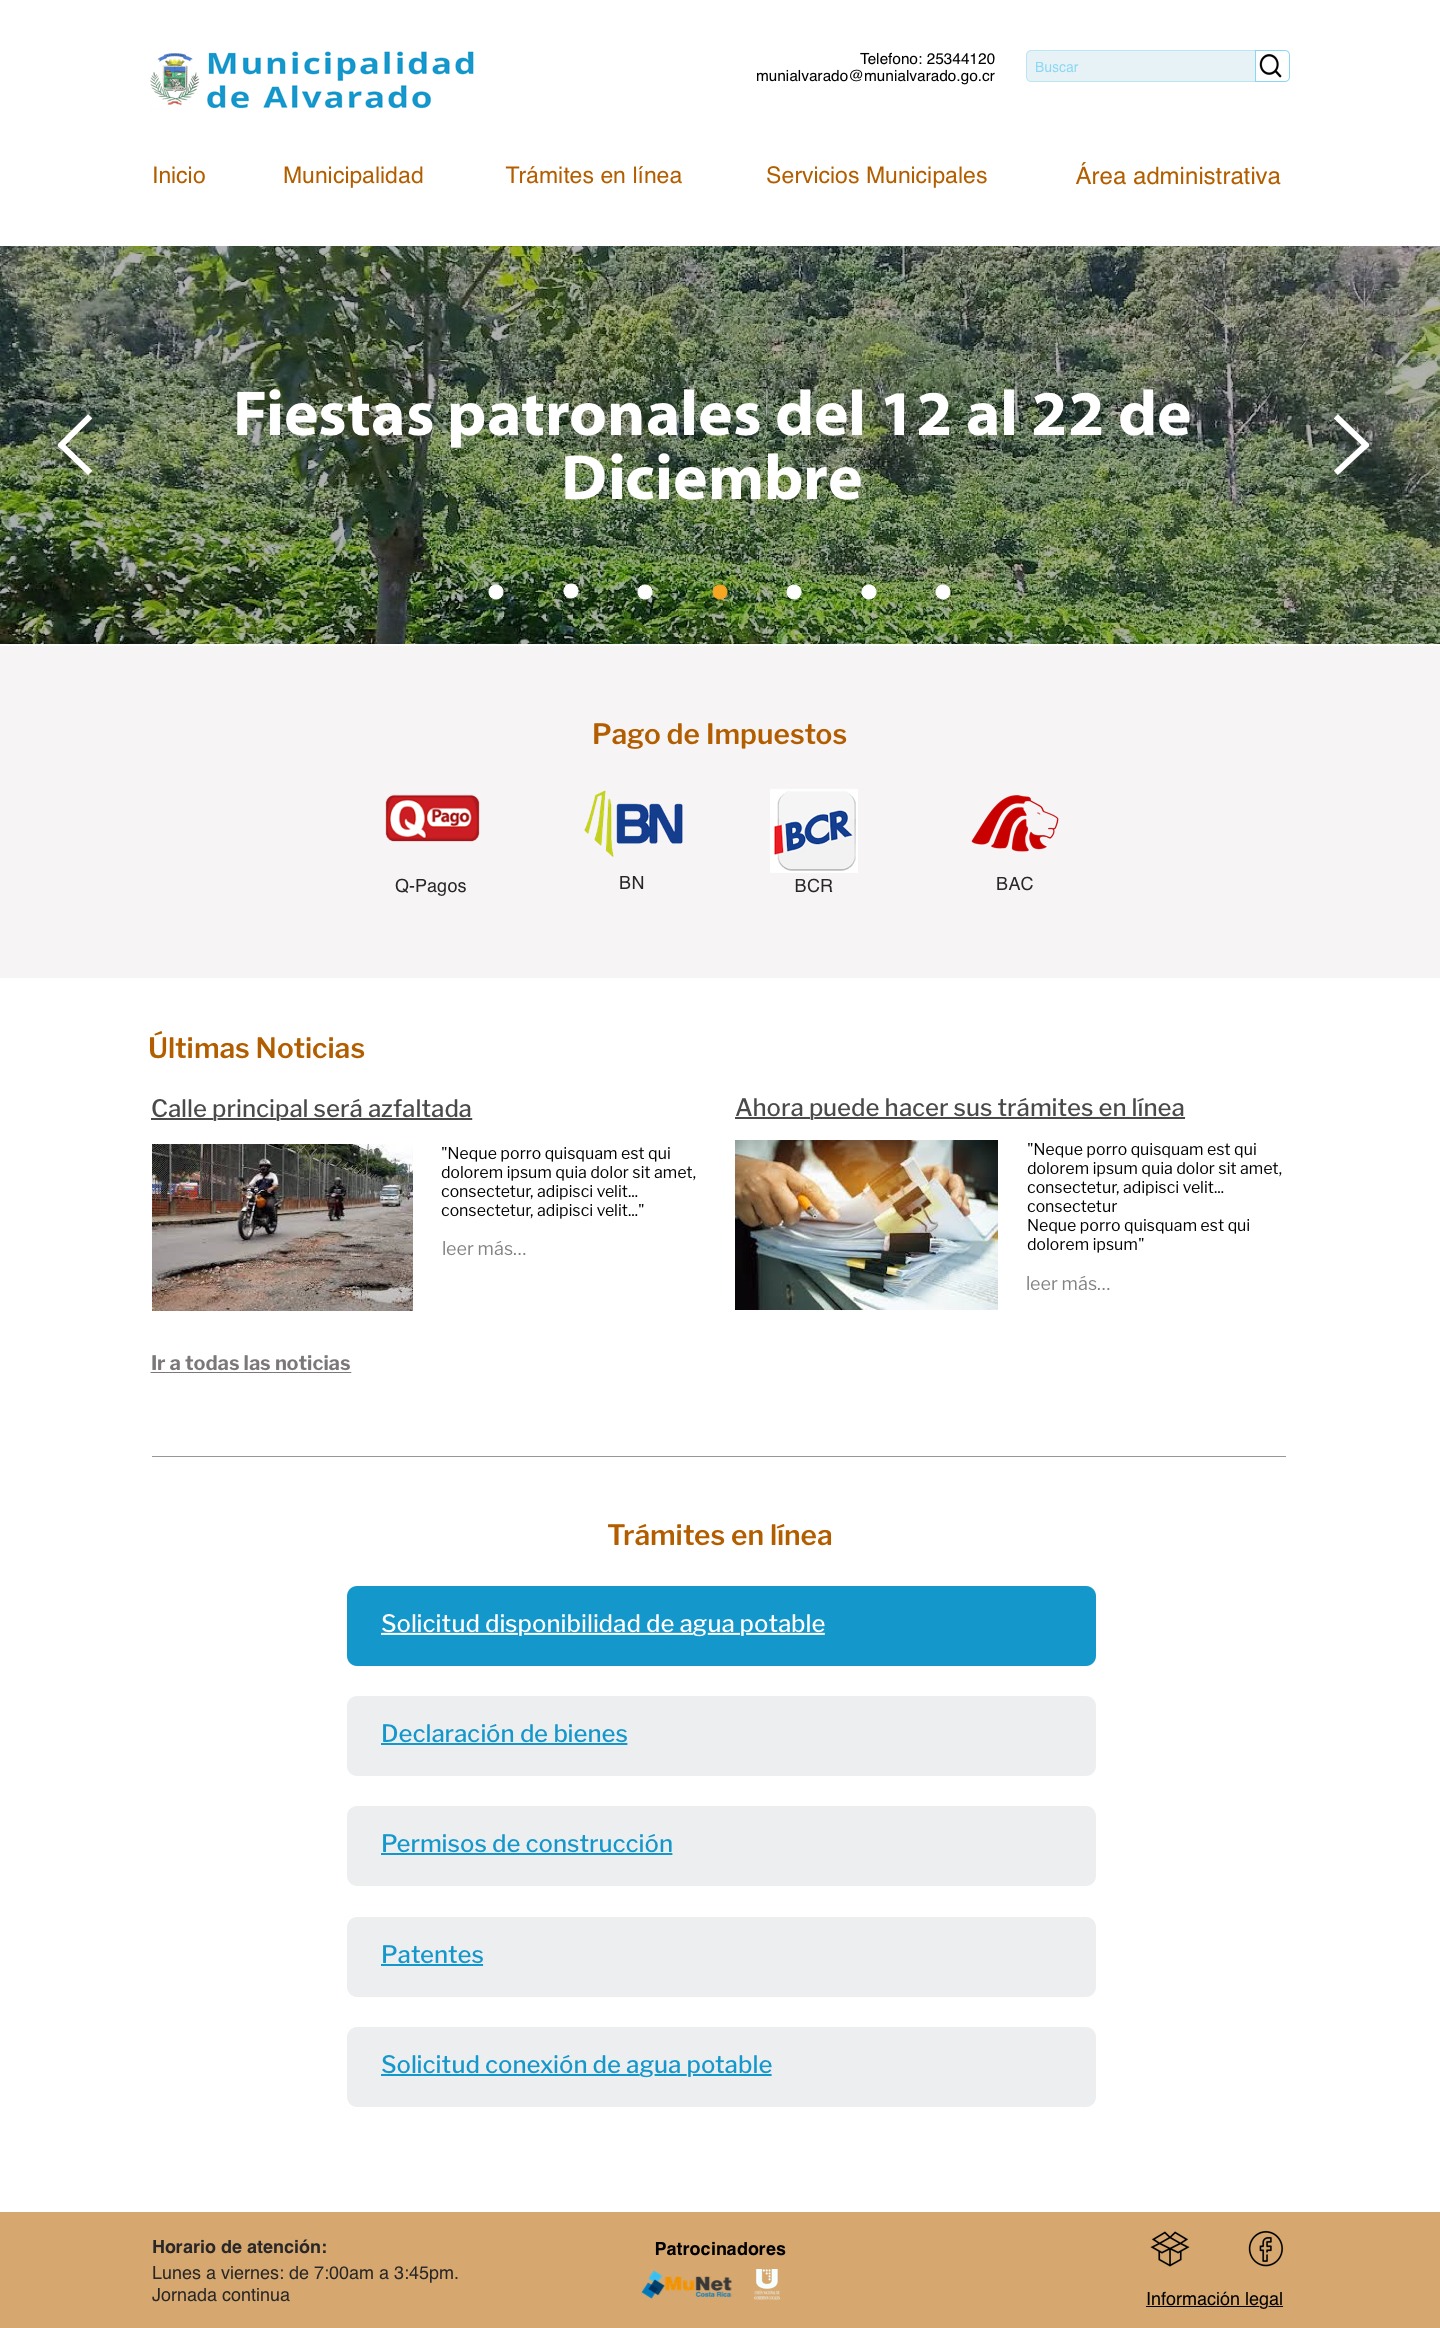 Municipalidad
de Alvarado
Telefono: 25344120
munialvarado@munialvarado.go.cr
Buscar
Inicio
Municipalidad
Trámites en línea
Servicios Municipales
Área administrativa
Fiestas patronales del 12 al 22 de
Diciembre
Pago de Impuestos
Q Pago
BN
BCR
Q-Pagos
BN
BCR
BAC
Últimas Noticias
Calle principal será azfaltada
"Neque porro quisquam est qui
dolorem ipsum quia dolor sit amet,
consectetur, adipisci velit...
consectetur, adipisci velit..."
leer más...
Ahora puede hacer sus trámites en línea
"Neque porro quisquam est qui
dolorem ipsum quia dolor sit amet,
consectetur, adipisci velit...
consectetur
Neque porro quisquam est qui
dolorem ipsum"
leer más...
Ir a todas las noticias
Trámites en línea
Solicitud disponibilidad de agua potable
Declaración de bienes
Permisos de construcción
Patentes
Solicitud conexión de agua potable
Horario de atención:
Lunes a viernes: de 7:00am a 3:45pm.
Jornada continua
Patrocinadores
MuNet
Costa Rica
Información legal